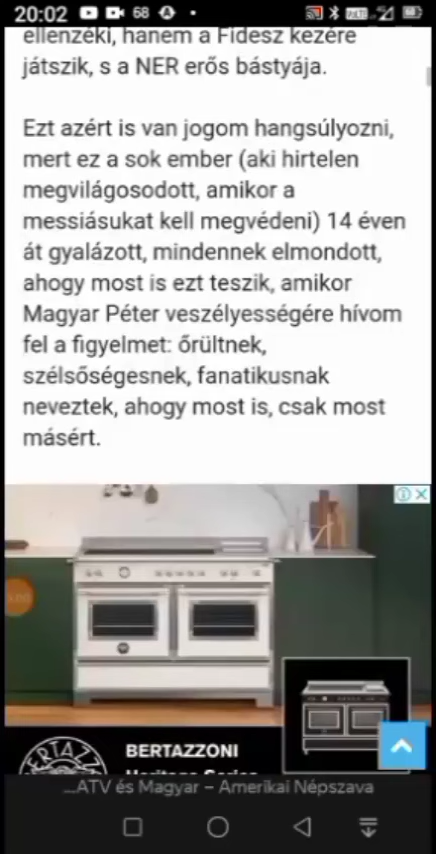 20:02 68
ellenzéki, hanem a Fidesz kezére
játszik, s a NER erős bástyája.
Ezt azért is van jogom hangsúlyozni,
mert ez a sok ember (aki hirtelen
megvilágosodott, amikor a
messiásukat kell megvédeni) 14 éven
át gyalázott, mindennek elmondott,
ahogy most is ezt teszik, amikor
Magyar Péter veszélyességére hívom
fel a figyelmet: őrültnek,
szélsőségesnek, fanatikusnak
neveztek, ahogy most is, csak most
másért.
BERTAZZONI
...ATV és Magyar – Amerikai Népszava